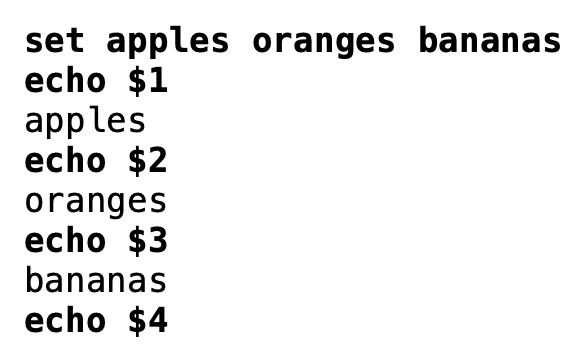 set apples oranges bananas
echo $1
apples
echo $2
oranges
echo $3
bananas
echo $4